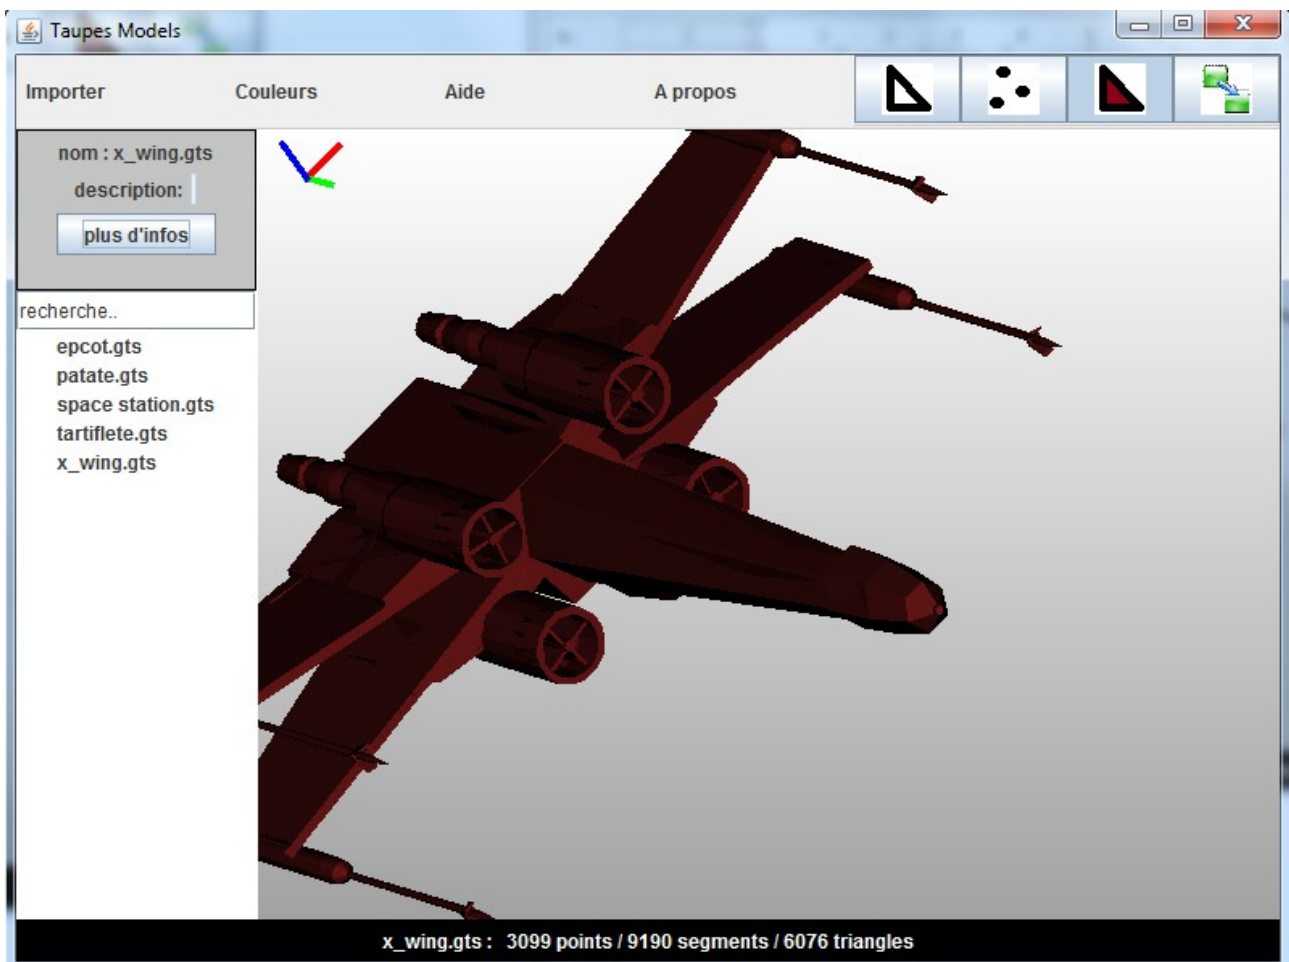 Taupes Models
Importer Couleurs Aide A propos
nom : x_wing.gts
description:
plus d'infos
recherche..
epcot.gts
patate.gts
space station.gts
tartiflete.gts
x_wing.gts
x_wing.gts : 3099 points / 9190 segments / 6076 triangles